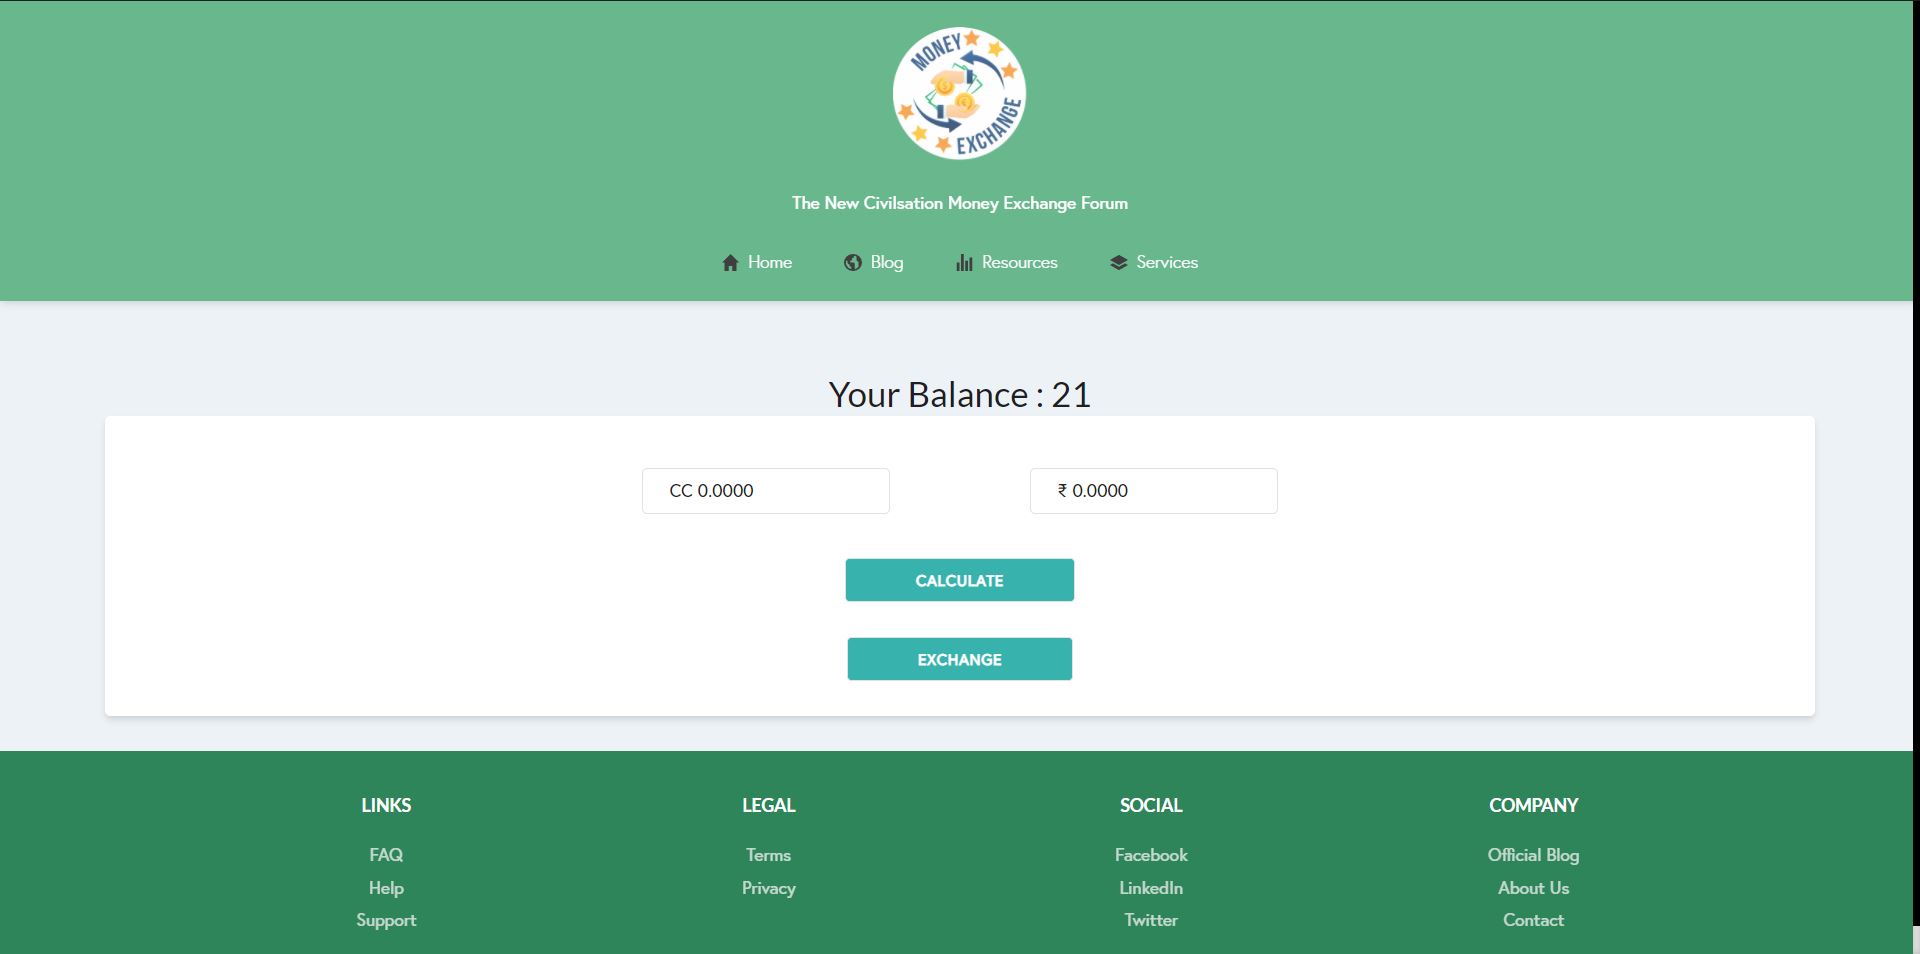 MONEY
EXCHANGE
The New Civilsation Money Exchange Forum
Home Blog Resources Services
Your Balance : 21
CC 0.0000 ₹ 0.0000
CALCULATE
EXCHANGE
LINKS LEGAL SOCIAL COMPANY
FAQ Terms Facebook Official Blog
Help Privacy LinkedIn About Us
Support Twitter Contact